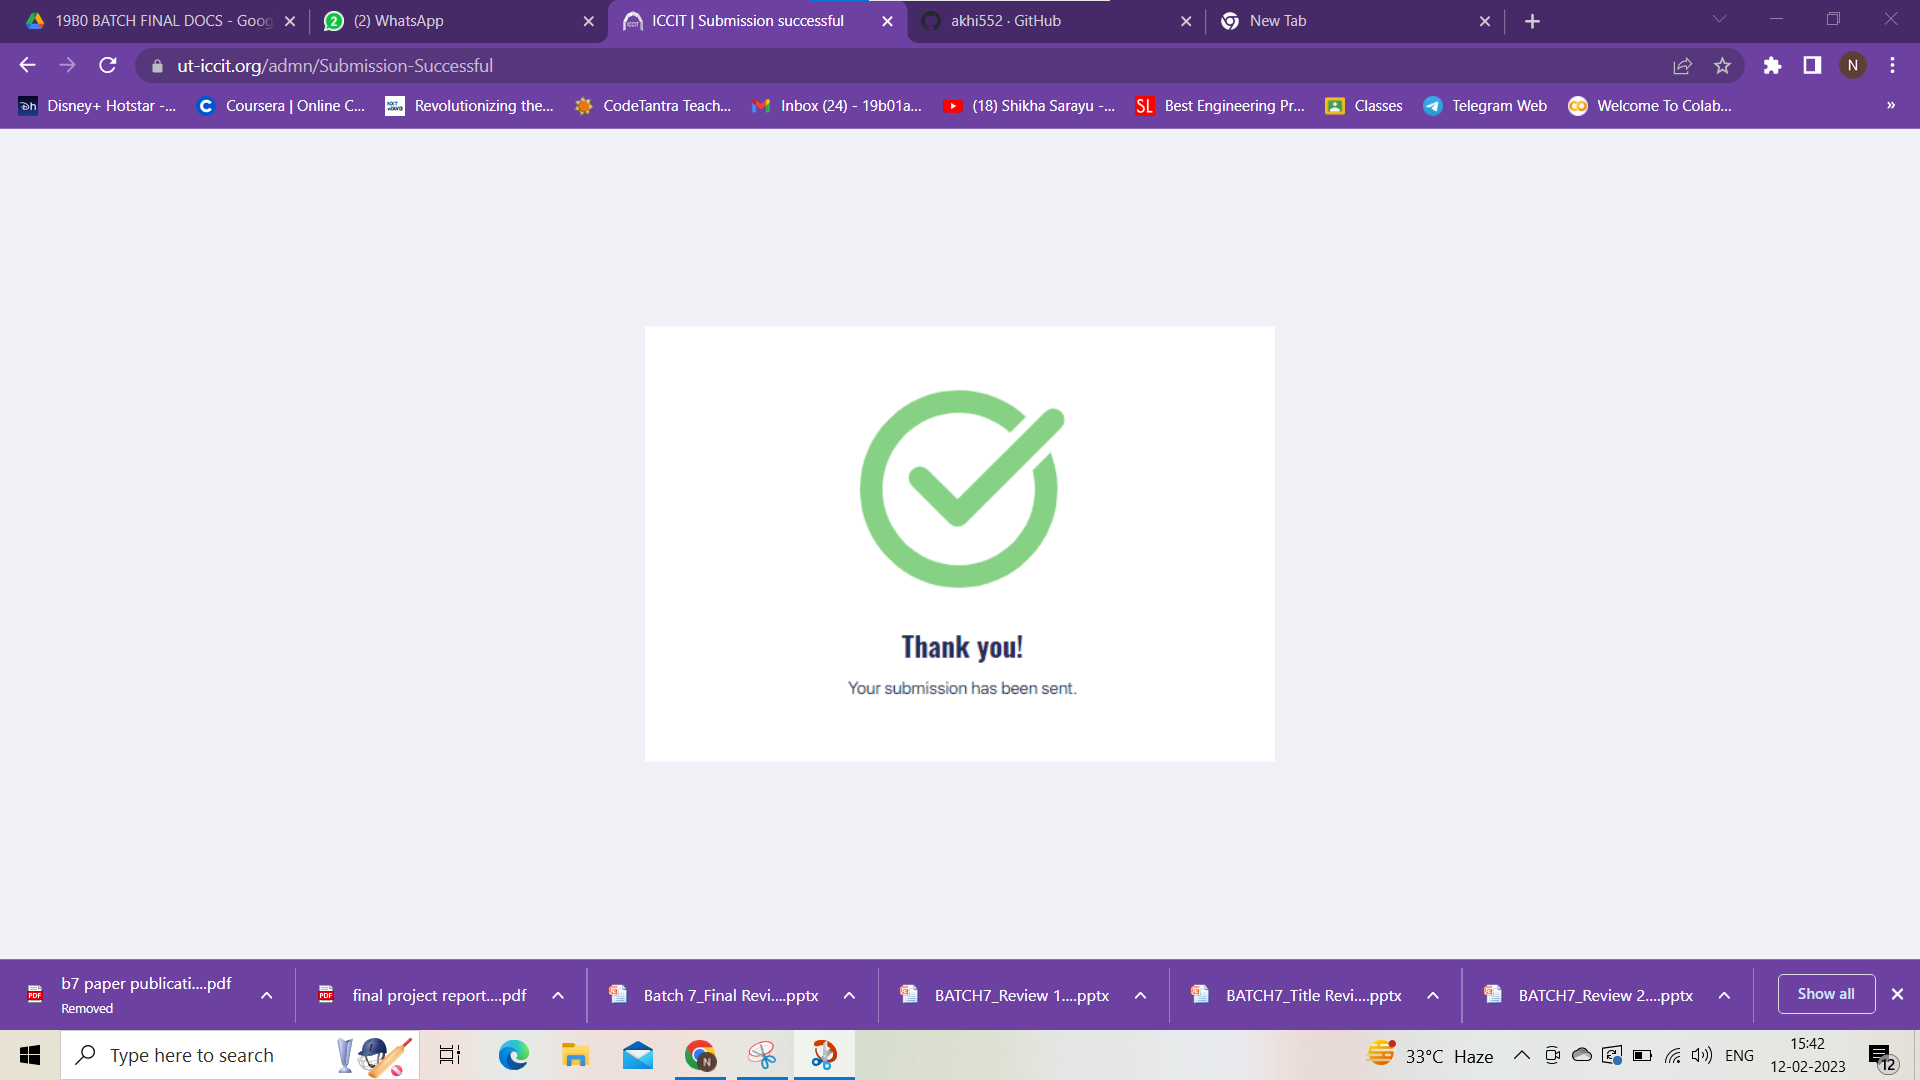 19B0 BATCH FINAL DOCS - Goog
(2) WhatsApp
ICCIT | Submission successful
akhi552 · GitHub
New Tab
ut-iccit.org/admn/Submission-Successful
N
Disney+ Hotstar -...
Coursera | Online C...
Revolutionizing the...
CodeTantra Teach...
Inbox (24) - 19b01a...
(18) Shikha Sarayu -...
SL Best Engineering Pr...
Classes
Telegram Web
Welcome To Colab...
»
Thank you!
Your submission has been sent.
b7 paper publicati....pdf
Removed
final project report....pdf
Batch 7_Final Revi....pptx
BATCH7_Review 1....pptx
BATCH7_Title Revi....pptx
BATCH7_Review 2....pptx
Show all
Type here to search
33°C Haze
ENG
15:42
12-02-2023
12